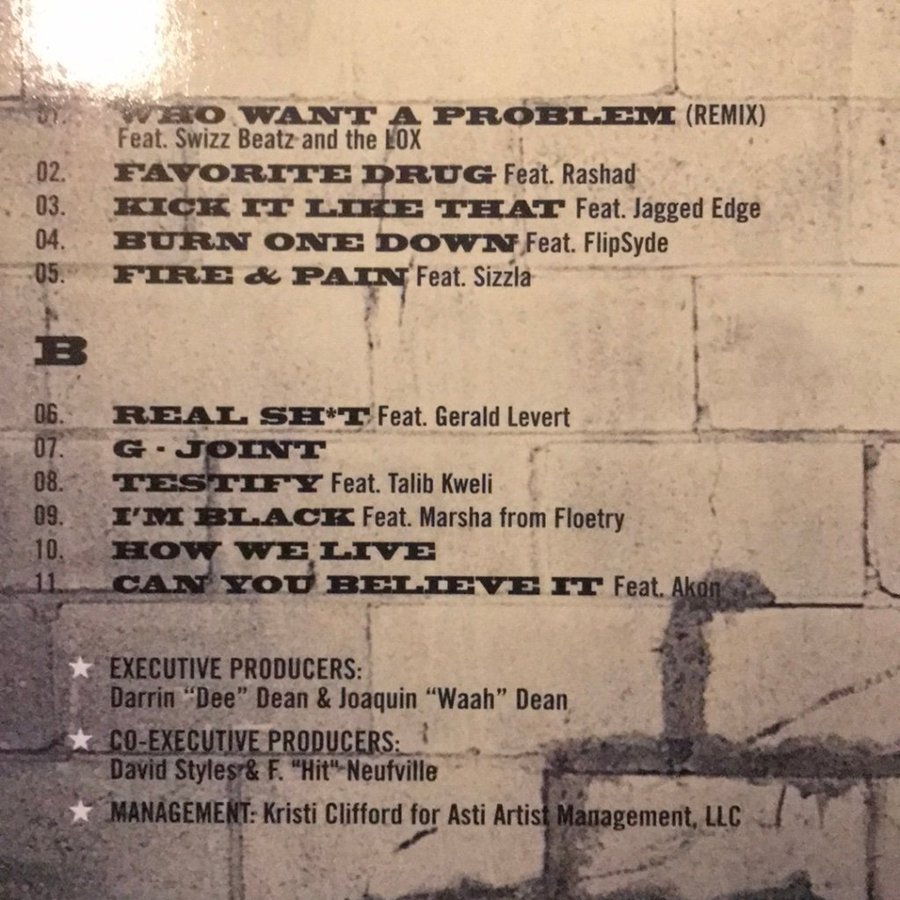 01. WHO WANT A PROBLEM (REMIX)
Feat. Swizz Beatz and the LOX
02. FAVORITE DRUG Feat. Rashad
03. KICK IT LIKE THAT Feat. Jagged Edge
04. BURN ONE DOWN Feat. FlipSyde
05. FIRE & PAIN Feat. Sizzla
B
06. REAL SH*T Feat. Gerald Levert
07. G - JOINT
08. TESTIFY Feat. Talib Kweli
09. I'M BLACK Feat. Marsha from Floetry
10. HOW WE LIVE
11. CAN YOU BELIEVE IT Feat. Akon
EXECUTIVE PRODUCERS:
Darrin "Dee" Dean & Joaquin "Waah" Dean
CO-EXECUTIVE PRODUCERS:
David Styles & F. "Hit" Neufville
MANAGEMENT: Kristi Clifford for Asti Artist Management, LLC